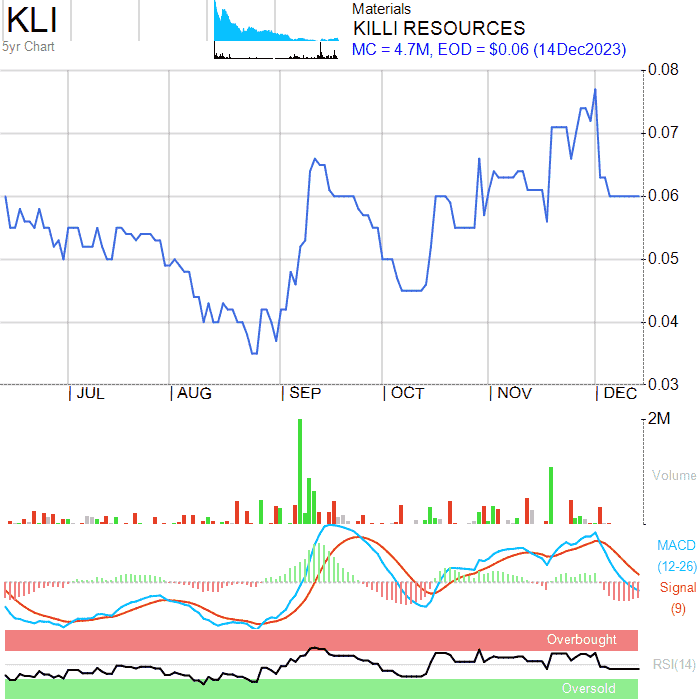 KLI
5yr Chart
Materials
KILLI RESOURCES
MC = 4.7M, EOD = $0.06 (14Dec2023)
0.08
0.07
0.06
0.05
0.04
0.03
JUL AUG SEP OCT NOV DEC
2M
Volume
MACD
(12-26)
Signal
(9)
Overbought
RSI(14)
Oversold